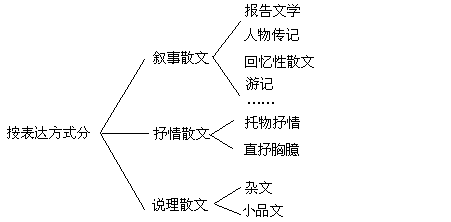 按表达方式分
叙事散文
报告文学
人物传记
回忆性散文
游记
……
抒情散文
托物抒情
直抒胸臆
说理散文
杂文
小品文